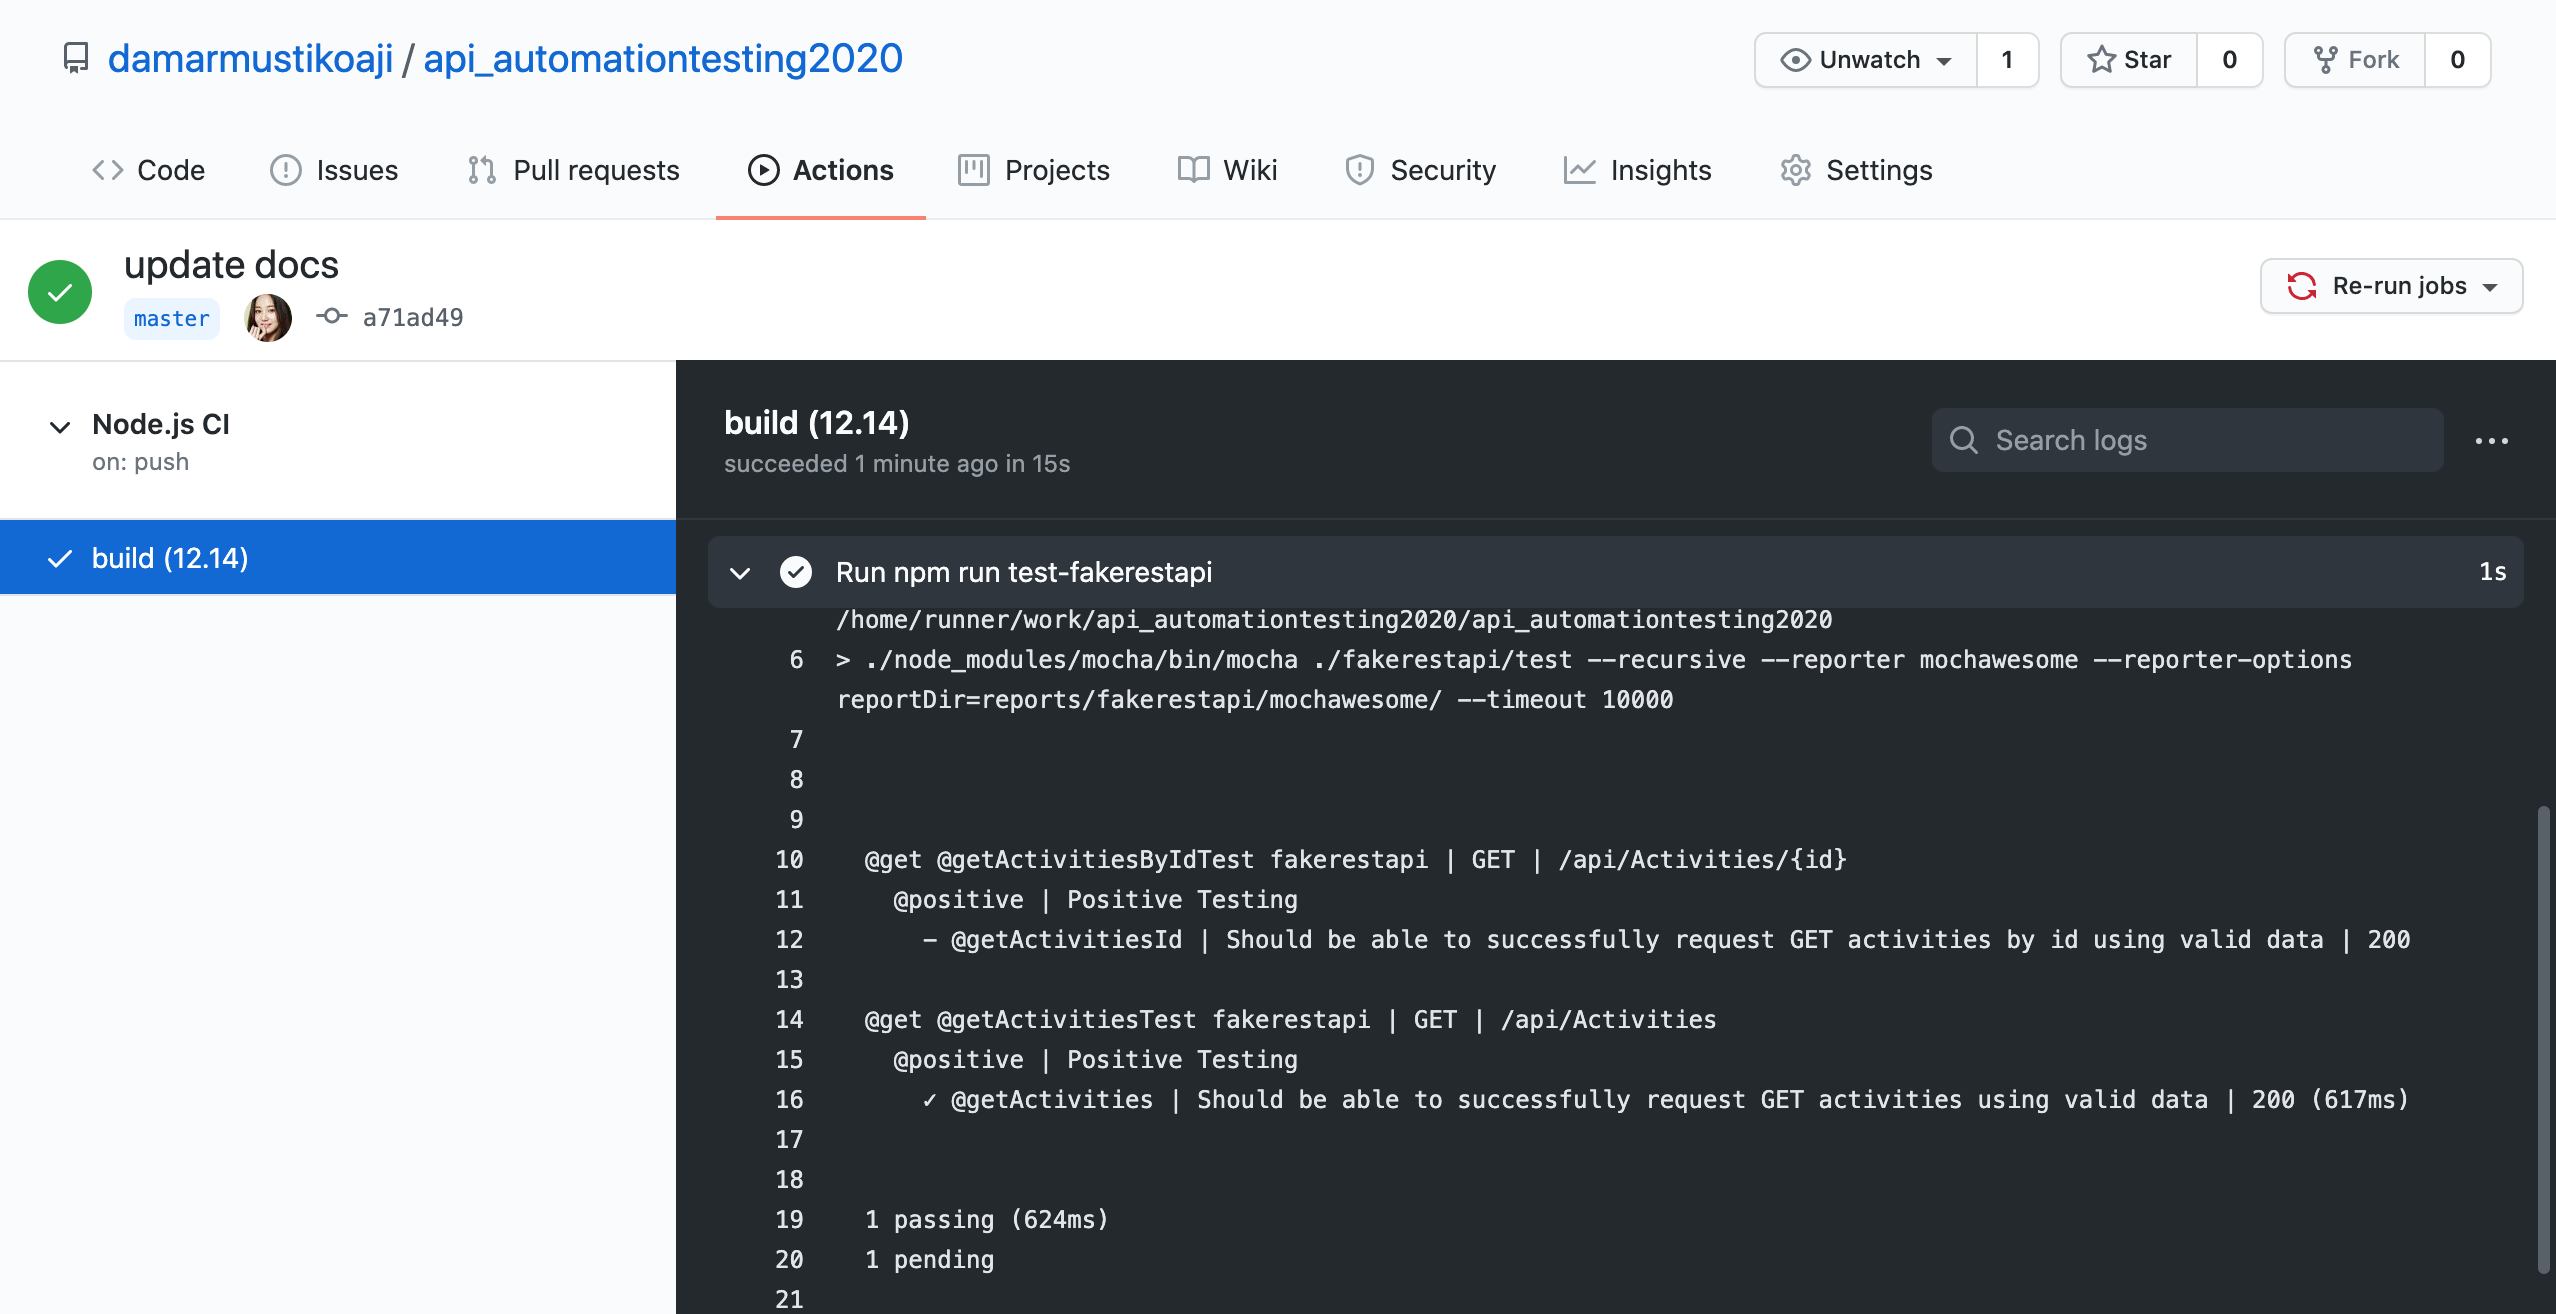 damarmustikoaji / api_automationtesting2020
Unwatch 1
Star 0
Fork 0
Code Issues Pull requests Actions Projects Wiki Security Insights Settings
update docs
master a71ad49
Re-run jobs
Node.js CI
on: push
build (12.14)
build (12.14)
succeeded 1 minute ago in 15s
Search logs
Run npm run test-fakerestapi 1s
/home/runner/work/api_automationtesting2020/api_automationtesting2020
6 > ./node_modules/mocha/bin/mocha ./fakerestapi/test --recursive --reporter mochawesome --reporter-options
reportDir=reports/fakerestapi/mochawesome/ --timeout 10000
7
8
9
10 @get @getActivitiesByIdTest fakerestapi | GET | /api/Activities/{id}
11 @positive | Positive Testing
12 - @getActivitiesId | Should be able to successfully request GET activities by id using valid data | 200
13
14 @get @getActivitiesTest fakerestapi | GET | /api/Activities
15 @positive | Positive Testing
16 ✓ @getActivities | Should be able to successfully request GET activities using valid data | 200 (617ms)
17
18
19 1 passing (624ms)
20 1 pending
21